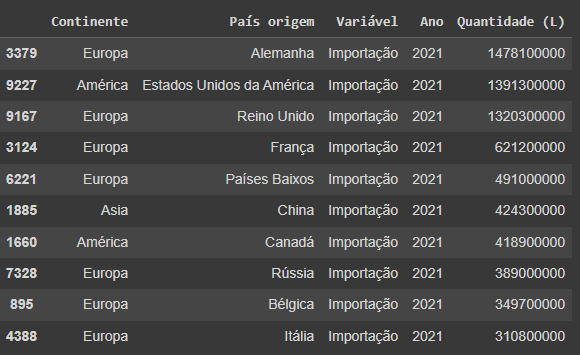 Continente País origem Variável Ano Quantidade (L)
3379 Europa Alemanha Importação 2021 1478100000
9227 América Estados Unidos da América Importação 2021 1391300000
9167 Europa Reino Unido Importação 2021 1320300000
3124 Europa França Importação 2021 621200000
6221 Europa Países Baixos Importação 2021 491000000
1885 Asia China Importação 2021 424300000
1660 América Canadá Importação 2021 418900000
7328 Europa Rússia Importação 2021 389000000
895 Europa Bélgica Importação 2021 349700000
4388 Europa Itália Importação 2021 310800000